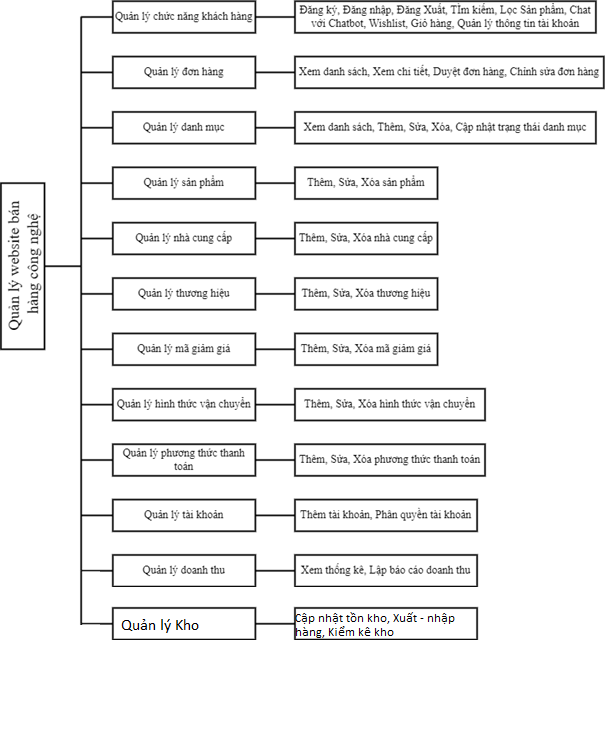 Quản lý website bán
hàng công nghệ
Quản lý chức năng khách hàng
Đăng ký, Đăng nhập, Đăng Xuất, Tìm kiếm, Lọc Sản phẩm, Chat
với Chatbot, Wishlist, Giỏ hàng, Quản lý thông tin tài khoản
Quản lý đơn hàng
Xem danh sách, Xem chi tiết, Duyệt đơn hàng, Chỉnh sửa đơn hàng
Quản lý danh mục
Xem danh sách, Thêm, Sửa, Xóa, Cập nhật trạng thái danh mục
Quản lý sản phẩm
Thêm, Sửa, Xóa sản phẩm
Quản lý nhà cung cấp
Thêm, Sửa, Xóa nhà cung cấp
Quản lý thương hiệu
Thêm, Sửa, Xóa thương hiệu
Quản lý mã giảm giá
Thêm, Sửa, Xóa mã giảm giá
Quản lý hình thức vận chuyển
Thêm, Sửa, Xóa hình thức vận chuyển
Quản lý phương thức thanh
toán
Thêm, Sửa, Xóa phương thức thanh toán
Quản lý tài khoản
Thêm tài khoản, Phân quyền tài khoản
Quản lý doanh thu
Xem thống kê, Lập báo cáo doanh thu
Quản lý Kho
Cập nhật tồn kho, Xuất - nhập
hàng, Kiểm kê kho